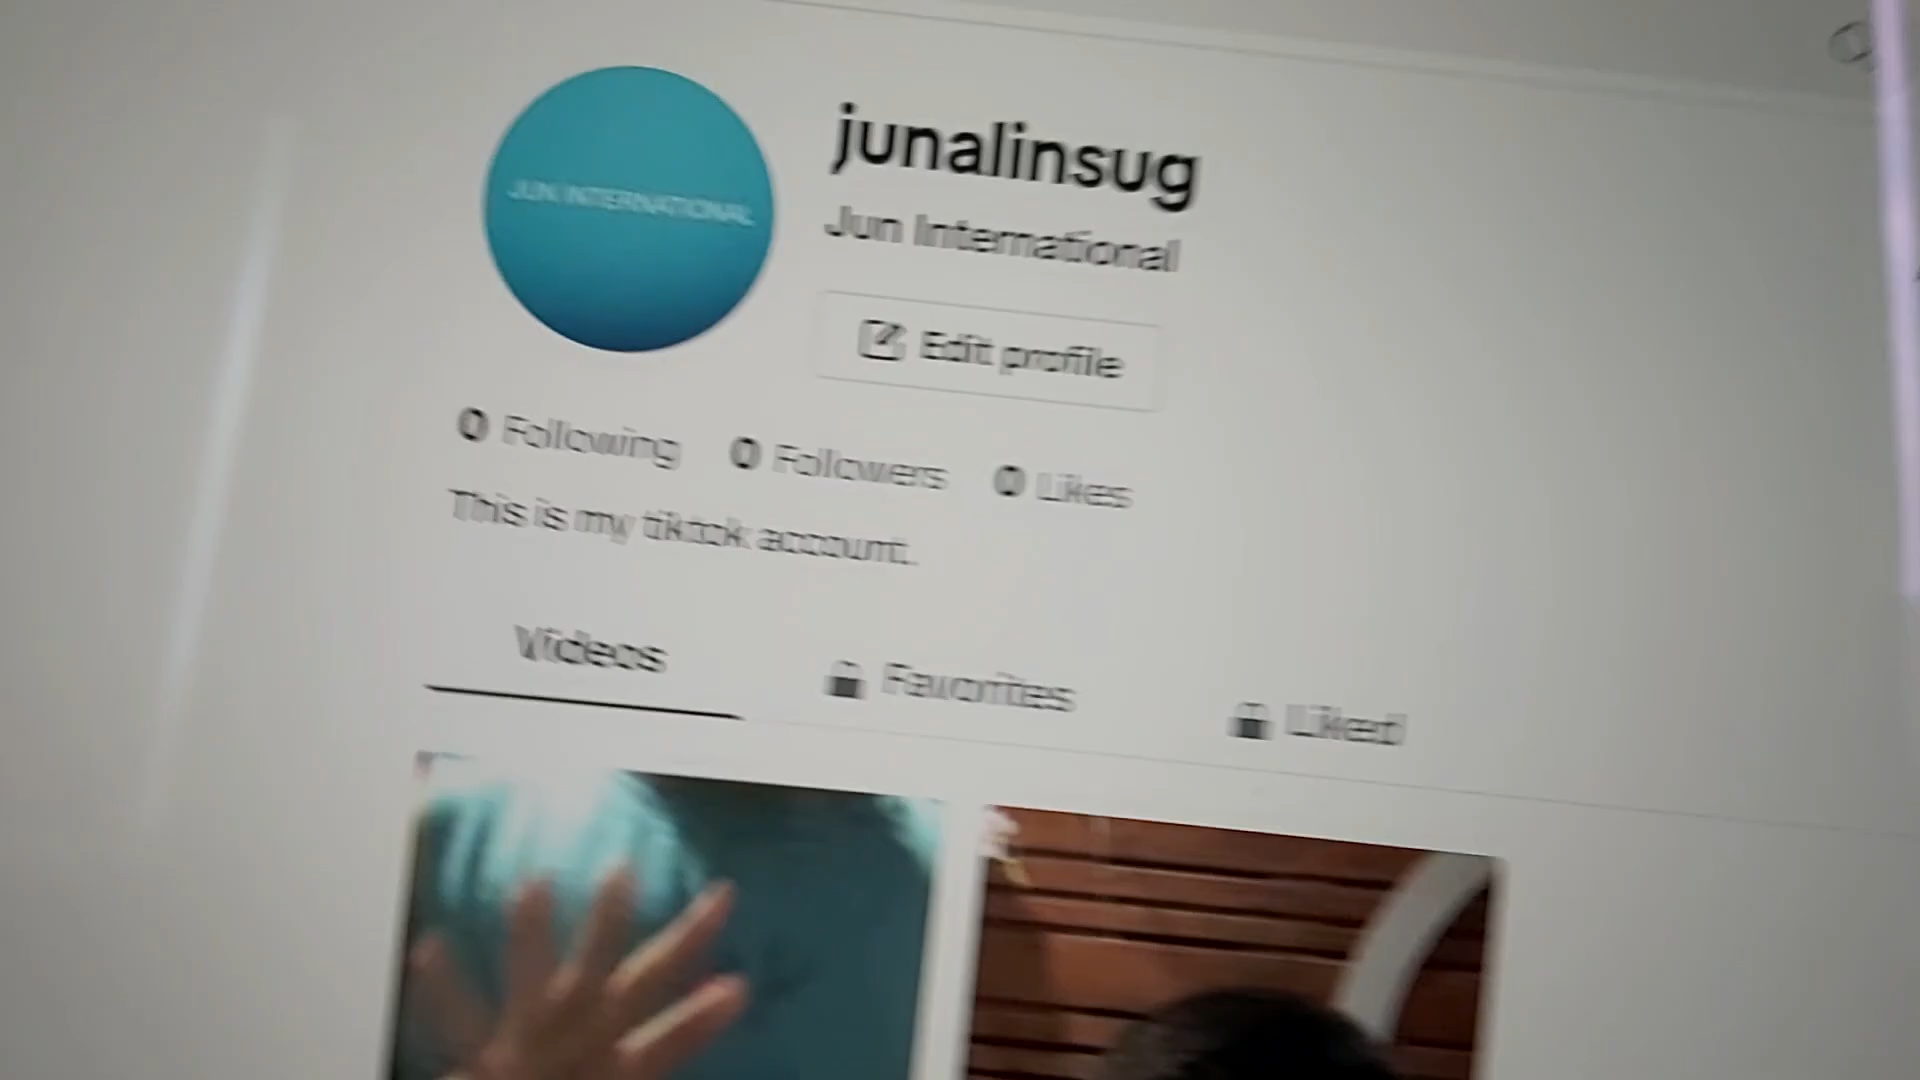 JUN INTERNATIONAL
junalinsug
Jun International
Edit profile
0 Following 0 Followers 0 Likes
This is my tiktok account.
Videos Favorites Liked